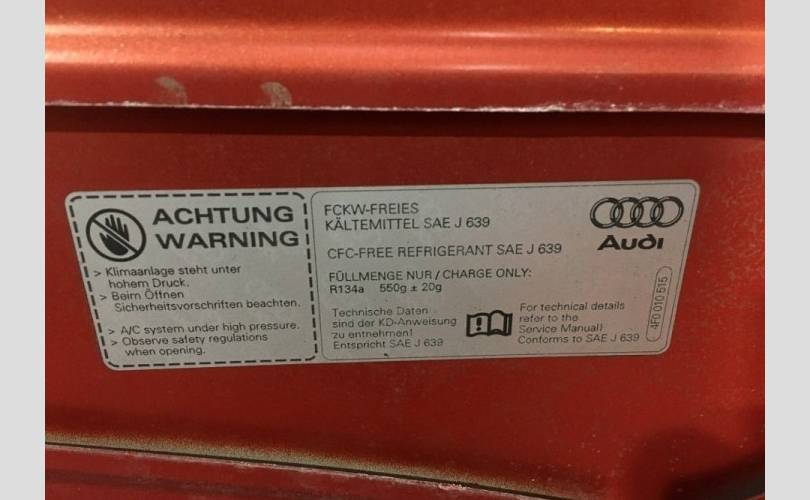 ACHTUNG
WARNING
> Klimaanlage steht unter
hohem Druck.
> Beim Öffnen
Sicherheitsvorschriften beachten.
> A/C system under high pressure.
> Observe safety regulations
when opening.
FCKW-FREIES
KÄLTEMITTEL SAE J 639
CFC-FREE REFRIGERANT SAE J 639
FÜLLMENGE NUR / CHARGE ONLY:
R134a 550g ± 20g
Technische Daten
sind der KD-Anweisung
zu entnehmen!
Entspricht SAE J 639
For technical details
refer to the
Service Manual!
Conforms to SAE J 639
Audi
4F0 010 515